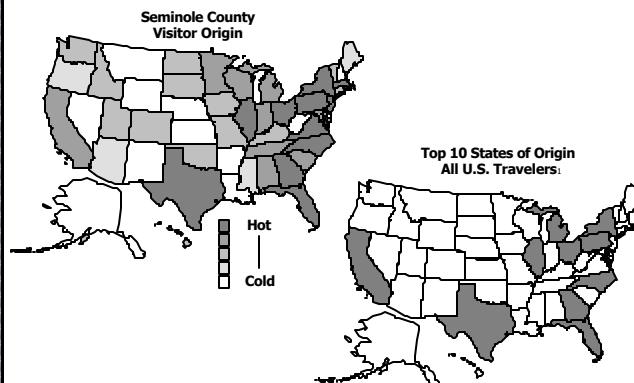 Seminole County
Visitor Origin
Hot
Cold
Top 10 States of Origin
All U.S. Travelers1